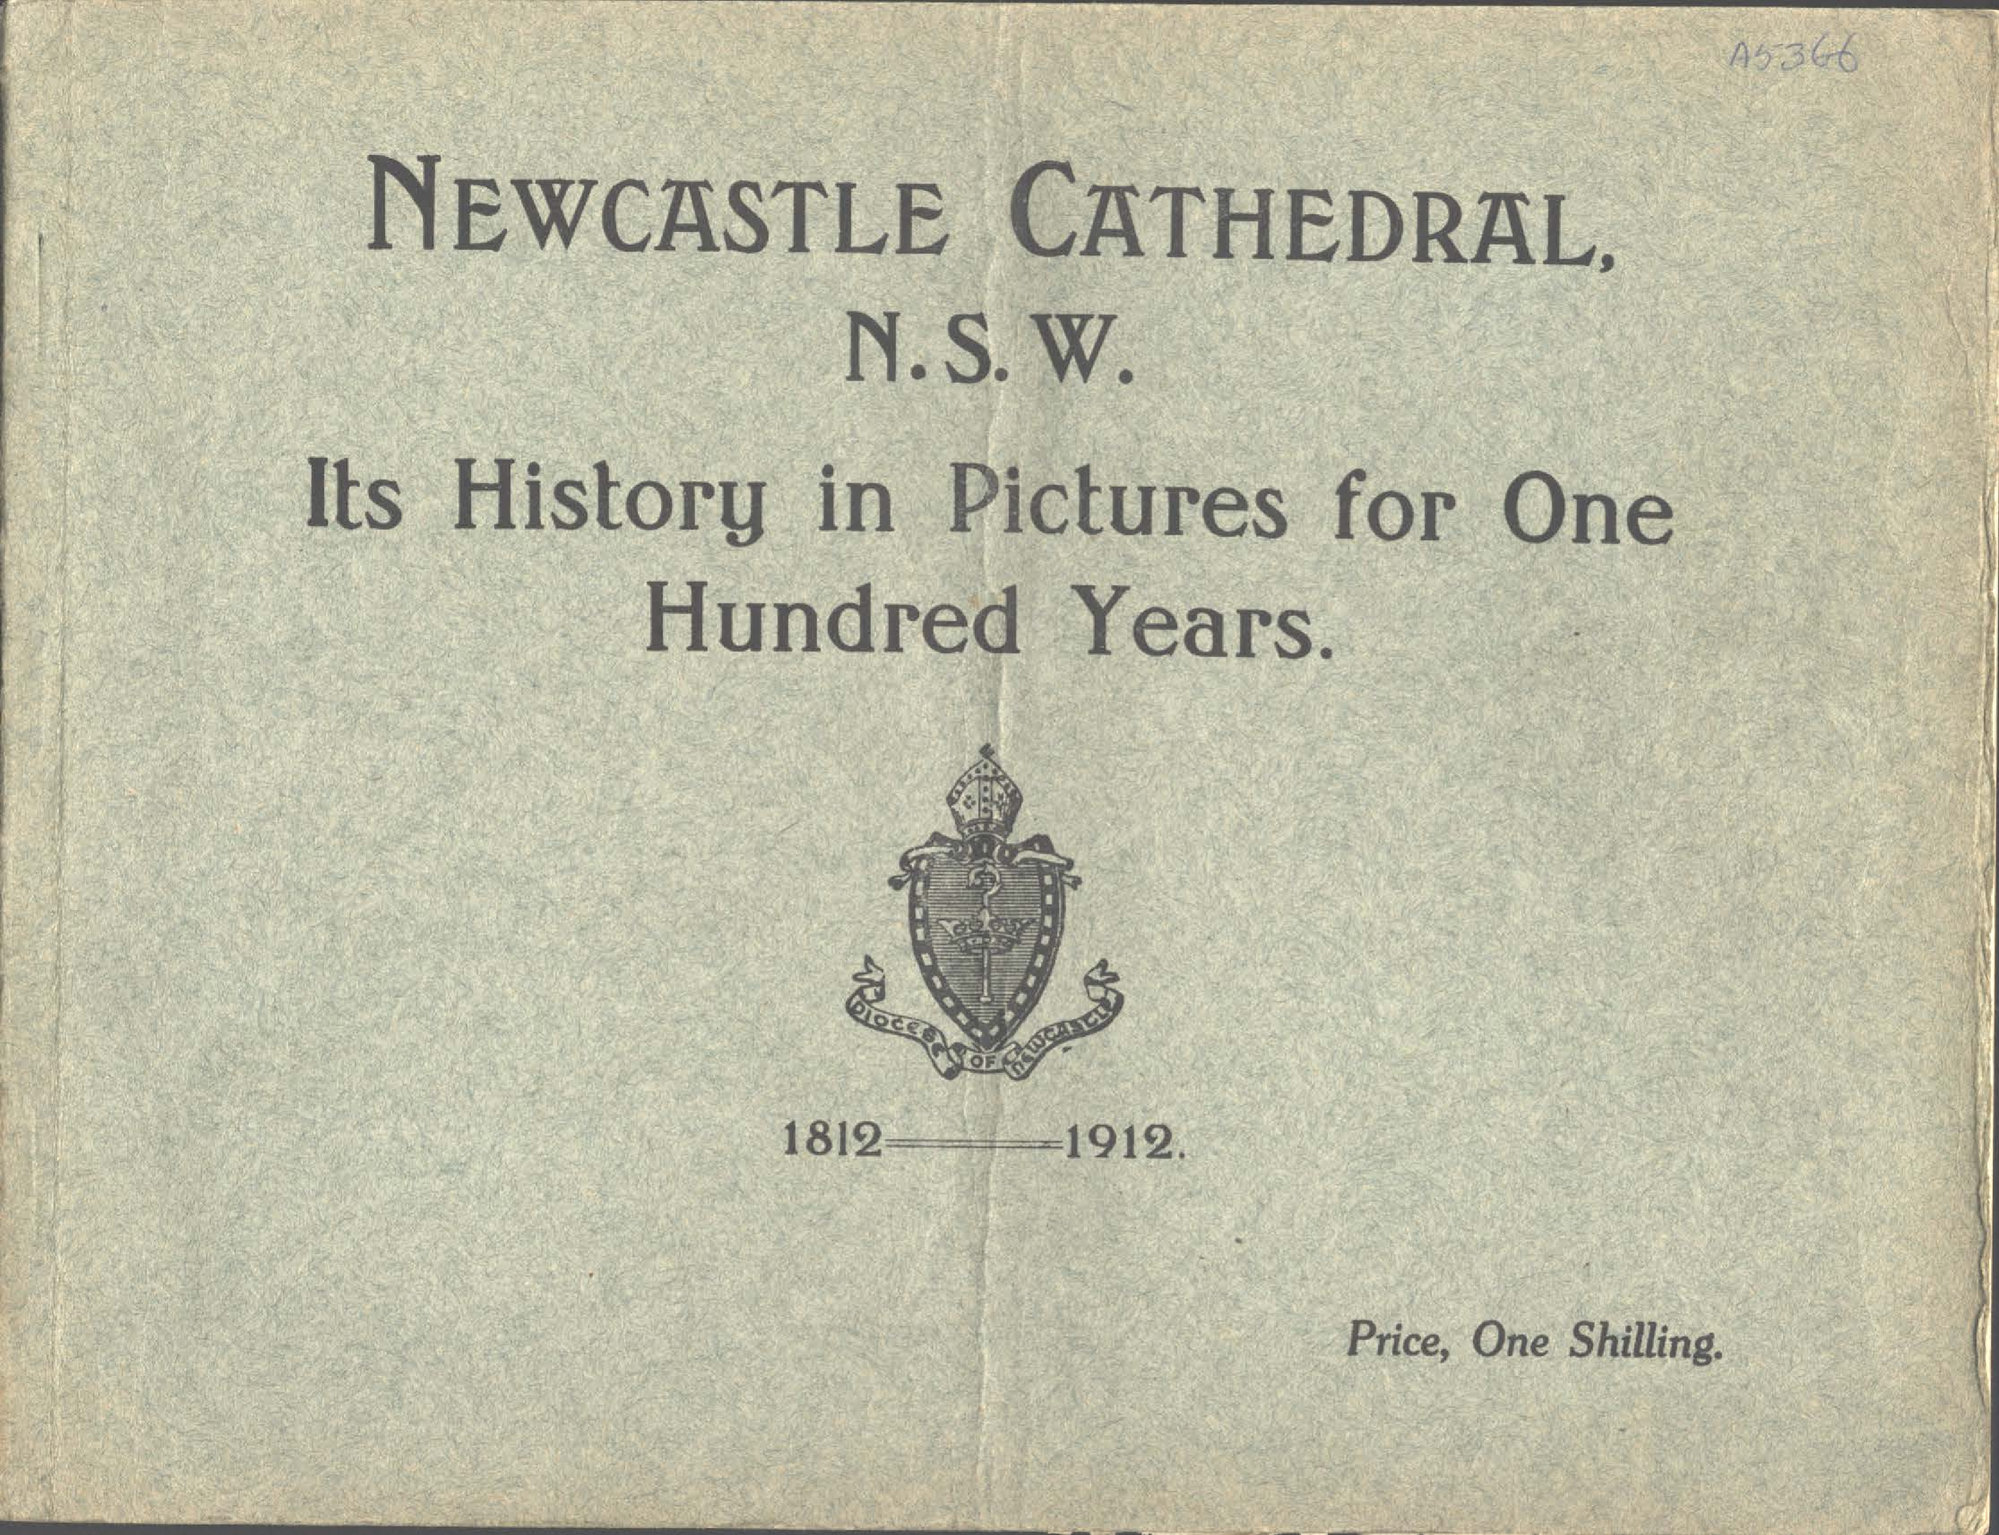 A5366
NEWCASTLE CATHEDRAL,
N.S.W.
Its History in Pictures for One
Hundred Years.
DIOCESE OF NEWCASTLE
1812——1912.
Price, One Shilling.